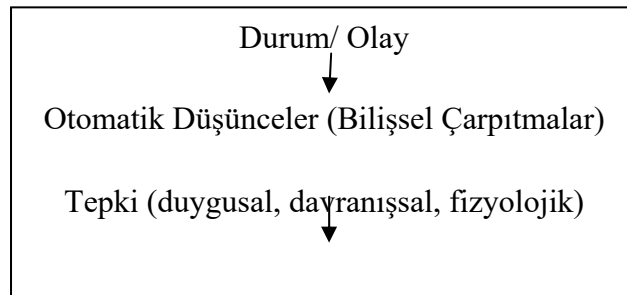 Durum/ Olay
Otomatik Düşünceler (Bilişsel Çarpıtmalar)
Tepki (duygusal, davranışsal, fizyolojik)